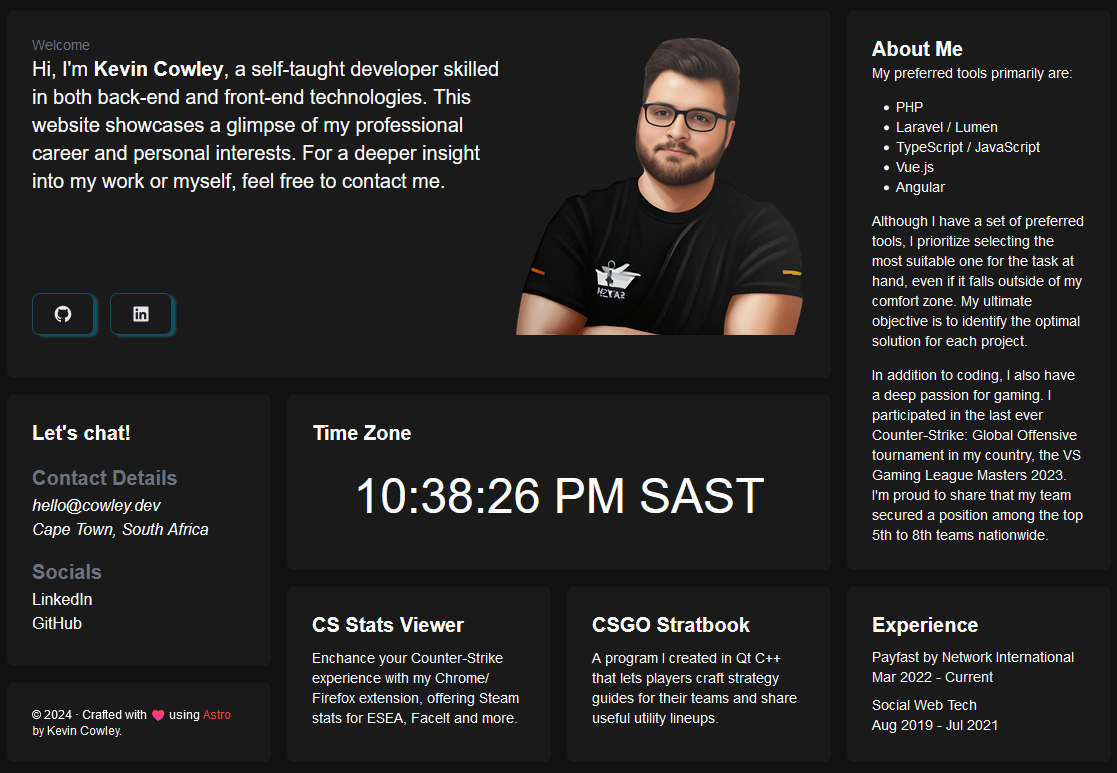 Welcome
Hi, I'm Kevin Cowley, a self-taught developer skilled
in both back-end and front-end technologies. This
website showcases a glimpse of my professional
career and personal interests. For a deeper insight
into my work or myself, feel free to contact me.
About Me
My preferred tools primarily are:
PHP
Laravel / Lumen
TypeScript / JavaScript
Vue.js
Angular
Although I have a set of preferred
tools, I prioritize selecting the
most suitable one for the task at
hand, even if it falls outside of my
comfort zone. My ultimate
objective is to identify the optimal
solution for each project.
In addition to coding, I also have
a deep passion for gaming. I
participated in the last ever
Counter-Strike: Global Offensive
tournament in my country, the VS
Gaming League Masters 2023.
I'm proud to share that my team
secured a position among the top
5th to 8th teams nationwide.
Let's chat!
Contact Details
hello@cowley.dev
Cape Town, South Africa
Socials
LinkedIn
GitHub
Time Zone
10:38:26 PM SAST
CS Stats Viewer
Enchance your Counter-Strike
experience with my Chrome/
Firefox extension, offering Steam
stats for ESEA, FaceIt and more.
CSGO Stratbook
A program I created in Qt C++
that lets players craft strategy
guides for their teams and share
useful utility lineups.
Experience
Payfast by Network International
Mar 2022 - Current
Social Web Tech
Aug 2019 - Jul 2021
© 2024 · Crafted with ❤ using Astro
by Kevin Cowley.